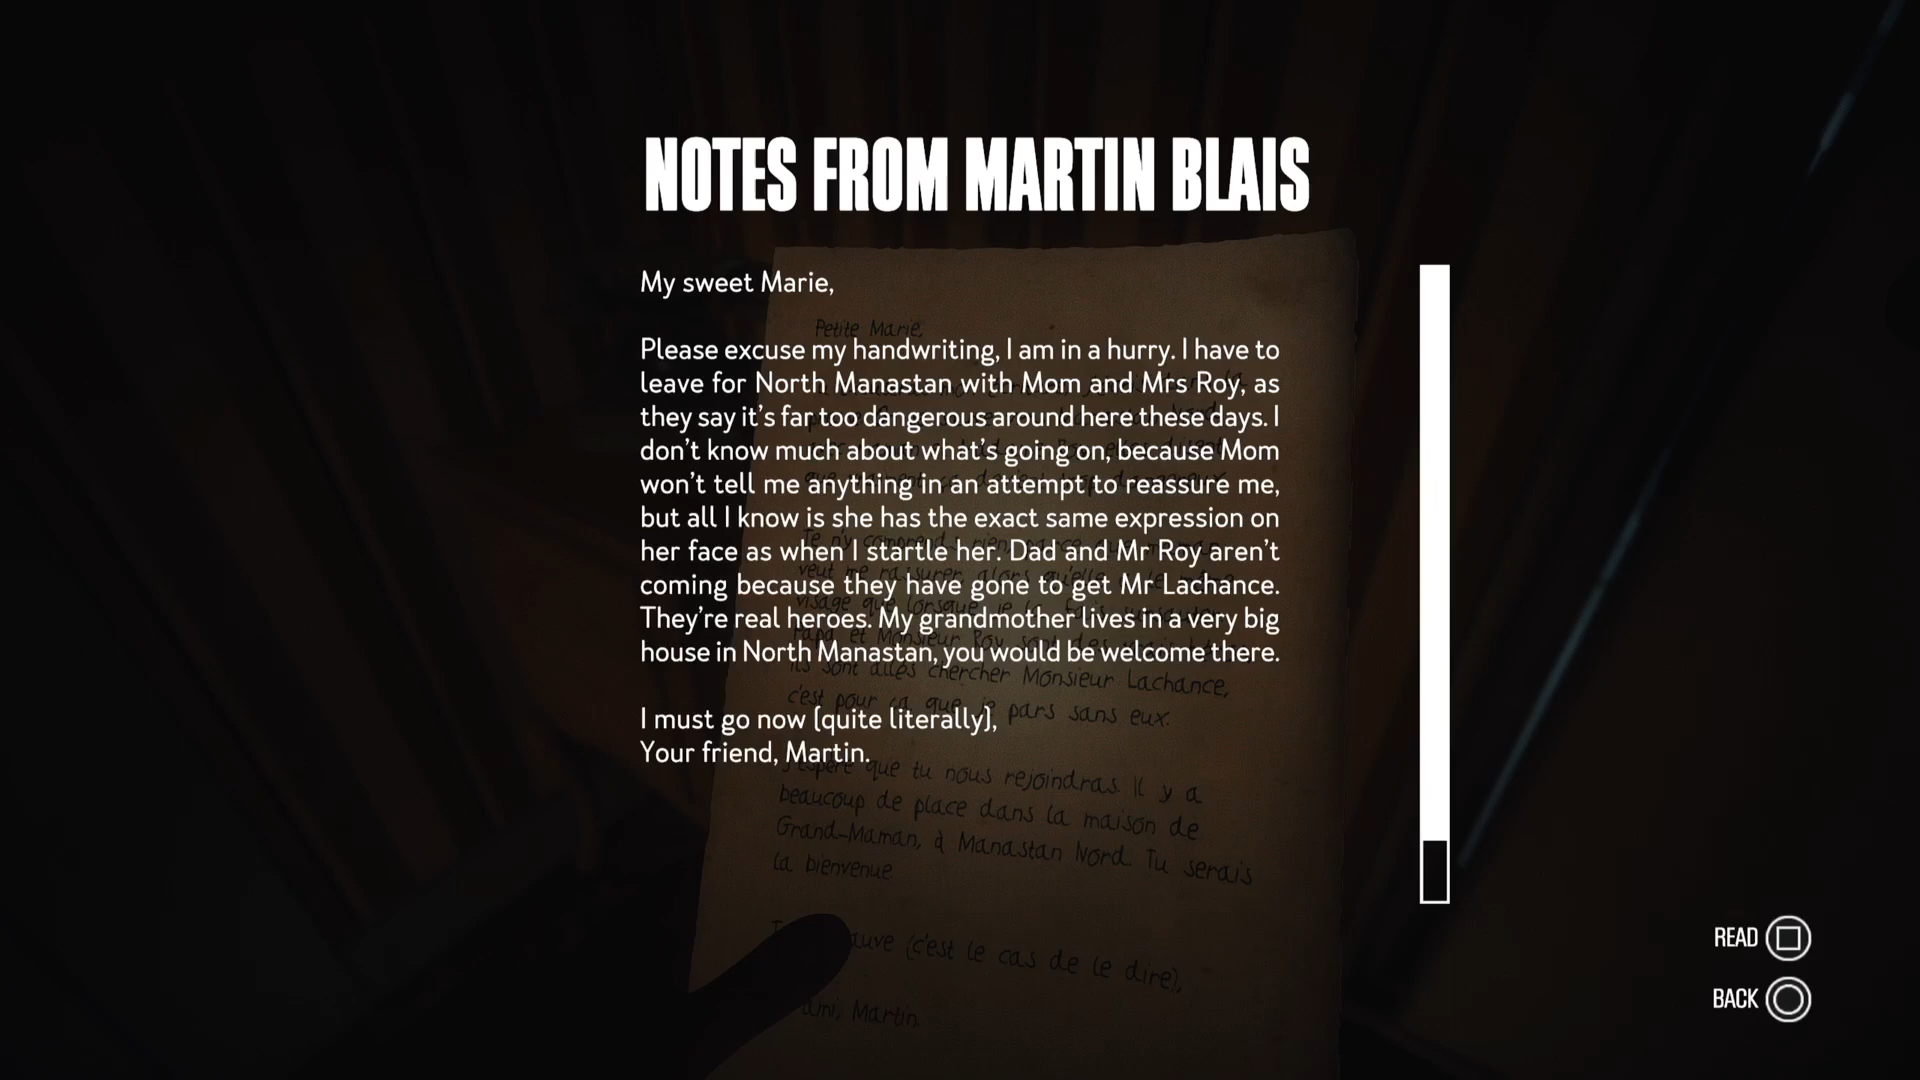 NOTES FROM MARTIN BLAIS
My sweet Marie,
Petite Marie,
Please excuse my handwriting, I am in a hurry. I have to
leave for North Manastan with Mom and Mrs Roy, as
they say it's far too dangerous around here these days. I
don't know much about what's going on, because Mom
won't tell me anything in an attempt to reassure me,
but all I know is she has the exact same expression on
her face as when I startle her. Dad and Mr Roy aren't
coming because they have gone to get Mr Lachance.
They're real heroes. My grandmother lives in a very big
house in North Manastan, you would be welcome there.
ils sont allés chercher Monsieur Lachance,
c'est pour ça que je pars sans eux.
I must go now (quite literally),
Your friend, Martin.
J'espère que tu nous rejoindras. Il y a
beaucoup de place dans la maison de
Grand-Maman, à Manastan Nord. Tu serais
la bienvenue.
(c'est le cas de le dire),
ami, Martin.
READ
BACK